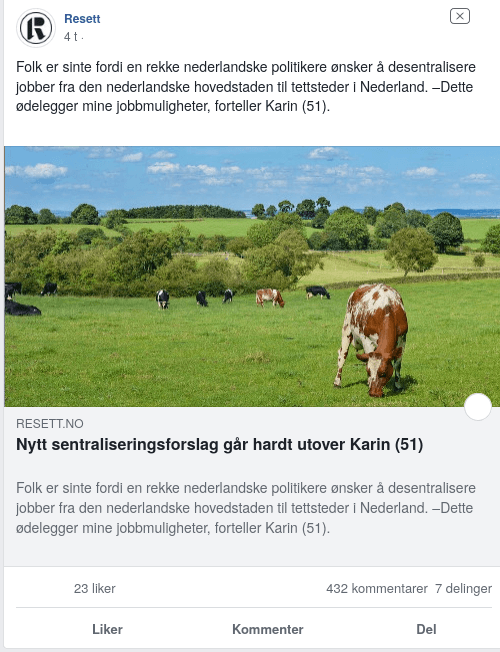 Resett
4 t ·
Folk er sinte fordi en rekke nederlandske politikere ønsker å desentralisere
jobber fra den nederlandske hovedstaden til tettsteder i Nederland. –Dette
ødelegger mine jobbmuligheter, forteller Karin (51).
RESETT.NO
Nytt sentraliseringsforslag går hardt utover Karin (51)
Folk er sinte fordi en rekke nederlandske politikere ønsker å desentralisere
jobber fra den nederlandske hovedstaden til tettsteder i Nederland. –Dette
ødelegger mine jobbmuligheter, forteller Karin (51).
23 liker 432 kommentarer 7 delinger
Liker Kommenter Del